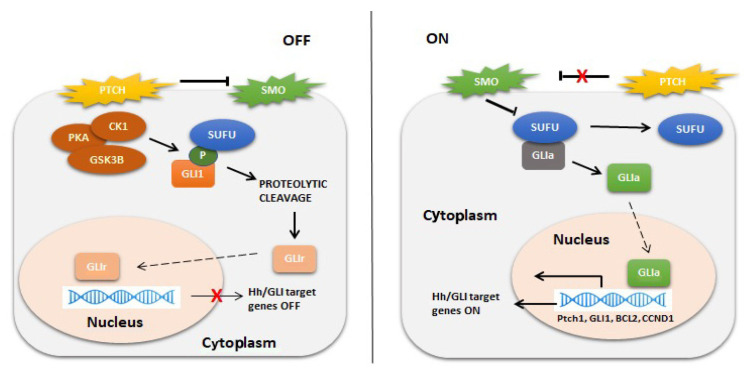 OFF
PTCH
SMO
CK1
PKA
GSK3B
SUFU
P
GLI1
PROTEOLYTIC
CLEAVAGE
GLIr
GLIr
X
Hh/GLI target
genes OFF
Nucleus
Cytoplasm
ON
SMO
X
PTCH
SUFU
SUFU
GLIa
GLIa
Cytoplasm
Nucleus
GLIa
Hh/GLI target
genes ON
Ptch1, GLI1, BCL2, CCND1